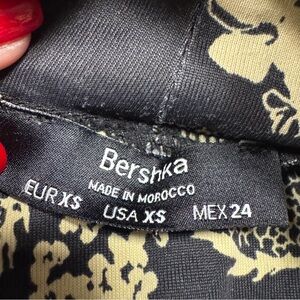 Bershka
MADE IN MOROCCO
EUR XS USA XS MEX 24